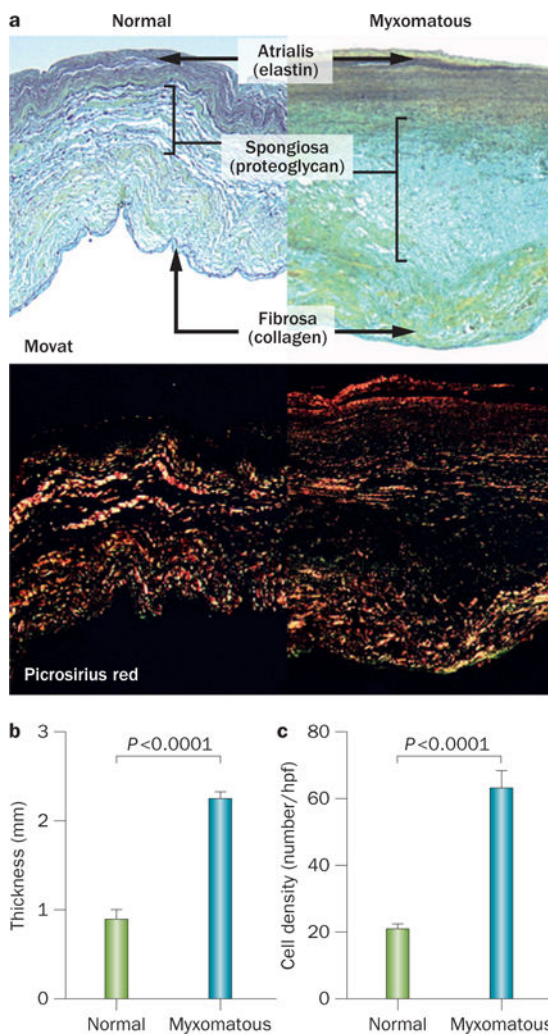 a
Normal
Myxomatous
Atrialis
(elastin)
Spongiosa
(proteoglycan)
Fibrosa
(collagen)
Movat
Picrosirius red
b
P<0.0001
Thickness (mm)
3
2
1
0
Normal
Myxomatous
c
P<0.0001
Cell density (number/hpf)
80
60
40
20
0
Normal
Myxomatous